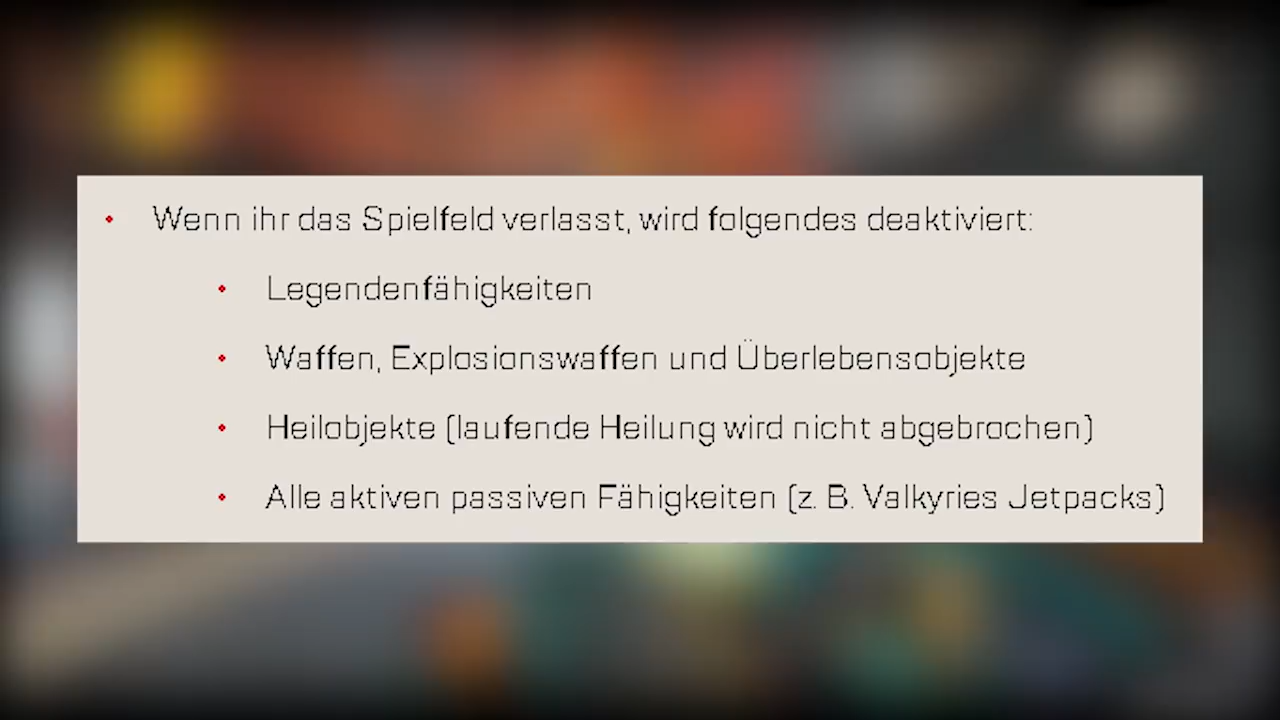 • Wenn ihr das Spielfeld verlasst, wird folgendes deaktiviert:
• Legendenfähigkeiten
• Waffen, Explosionswaffen und Überlebensobjekte
• Heilobjekte (laufende Heilung wird nicht abgebrochen)
• Alle aktiven passiven Fähigkeiten (z. B. Valkyries Jetpacks)